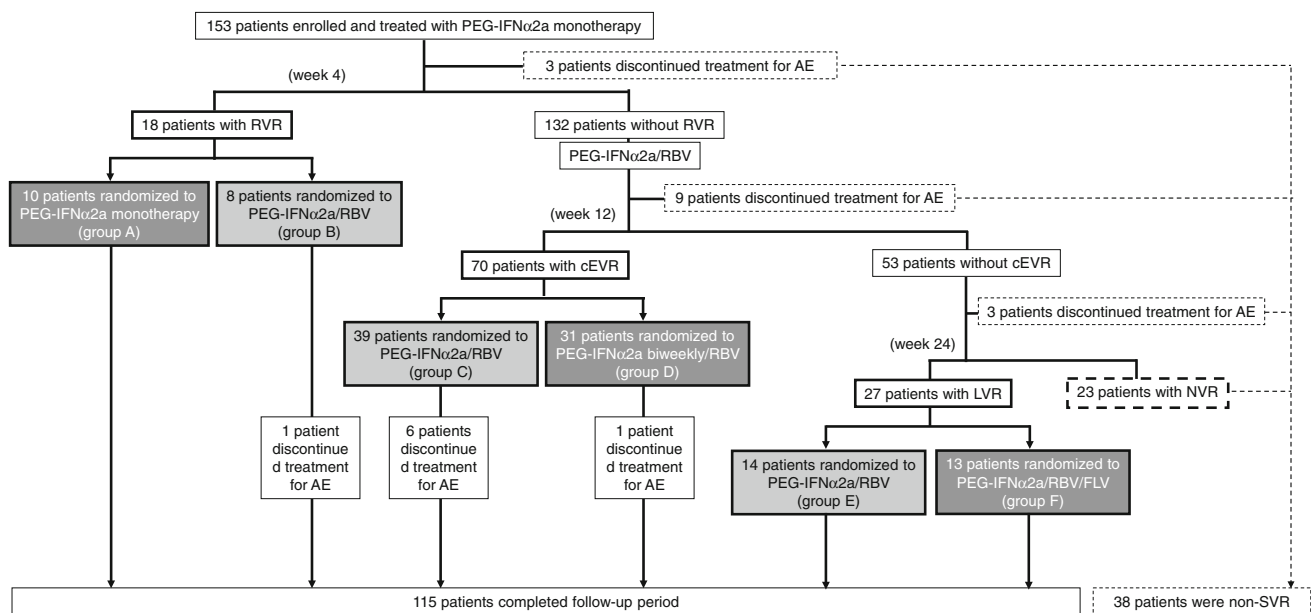 153 patients enrolled and treated with PEG-IFNα2a monotherapy
3 patients discontinued treatment for AE
(week 4)
18 patients with RVR
132 patients without RVR
PEG-IFNα2a/RBV
10 patients randomized to
PEG-IFNα2a monotherapy
(group A)
8 patients randomized to
PEG-IFNα2a/RBV
(group B)
9 patients discontinued treatment for AE
(week 12)
70 patients with cEVR
53 patients without cEVR
3 patients discontinued treatment for AE
39 patients randomized to
PEG-IFNα2a/RBV
(group C)
31 patients randomized to
PEG-IFNα2a biweekly/RBV
(group D)
(week 24)
27 patients with LVR
23 patients with NVR
1 patient
discontinue
d treatment
for AE
6 patients
discontinue
d treatment
for AE
1 patient
discontinue
d treatment
for AE
14 patients randomized to
PEG-IFNα2a/RBV
(group E)
13 patients randomized to
PEG-IFNα2a/RBV/FLV
(group F)
115 patients completed follow-up period
38 patients were non-SVR